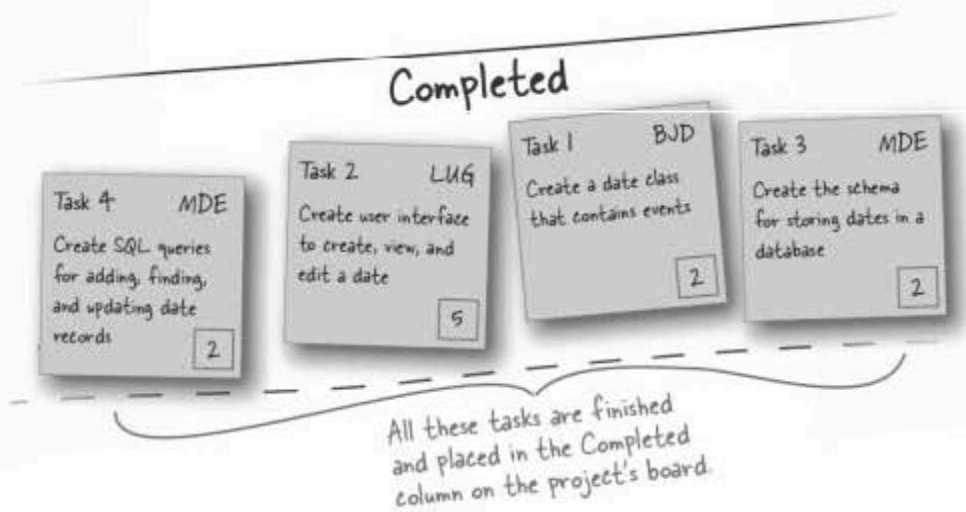 Completed
Task 4 MDE
Create SQL queries
for adding, finding,
and updating date
records
2
Task 2 LUG
Create user interface
to create, view, and
edit a date
5
Task 1 BJD
Create a date class
that contains events
2
Task 3 MDE
Create the schema
for storing dates in a
database
2
All these tasks are finished
and placed in the Completed
column on the project's board.